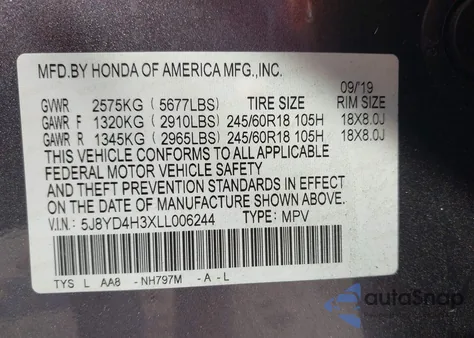 MFD.BY HONDA OF AMERICA MFG.,INC.
09/19
GVWR 2575KG (5677LBS) TIRE SIZE RIM SIZE
GAWR F 1320KG (2910LBS) 245/60R18 105H 18X8.0J
GAWR R 1345KG (2965LBS) 245/60R18 105H 18X8.0J
THIS VEHICLE CONFORMS TO ALL APPLICABLE
FEDERAL MOTOR VEHICLE SAFETY
AND THEFT PREVENTION STANDARDS IN EFFECT
ON THE DATE OF MANUFACTURE SHOWN ABOVE.
V.I.N.: 5J8YD4H3XLL006244 TYPE: MPV
TYS L AA8 -NH797M -A-L
autoSnap